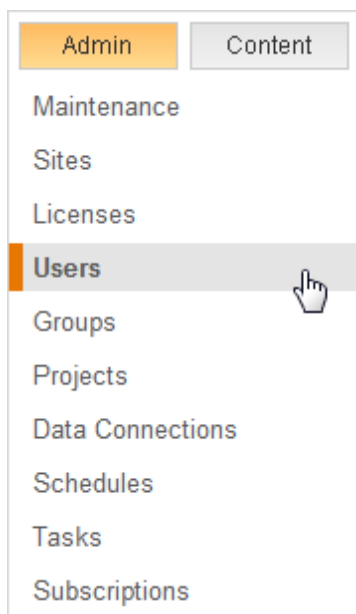 Admin Content
Maintenance
Sites
Licenses
Users
Groups
Projects
Data Connections
Schedules
Tasks
Subscriptions